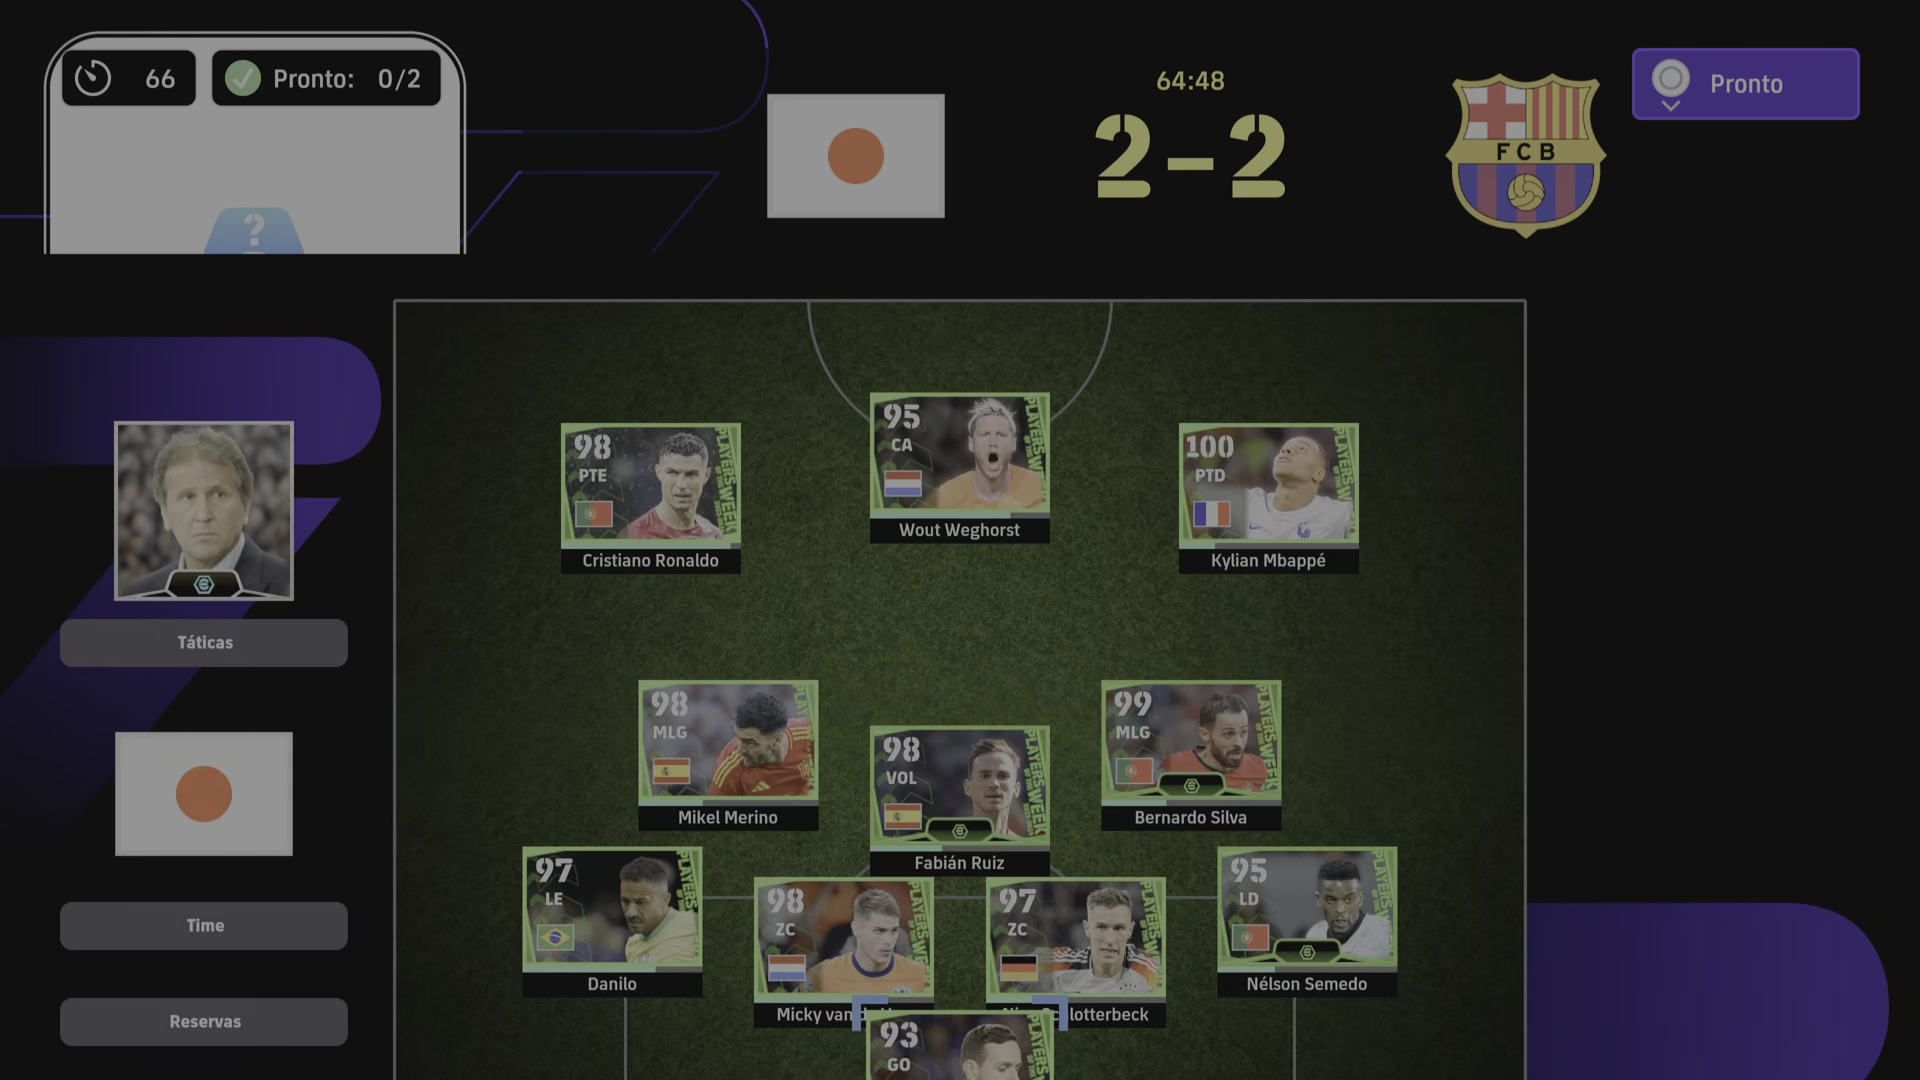 66
Pronto: 0/2
?
64:48
2-2
FCB
Pronto
98
PTE
Cristiano Ronaldo
95
CA
Wout Weghorst
100
PTD
Kylian Mbappé
Táticas
98
MLG
Mikel Merino
98
VOL
Fabián Ruiz
99
MLG
Bernardo Silva
97
LE
Danilo
98
ZC
Micky van
97
ZC
lotterbeck
95
LD
Nélson Semedo
93
GO
Time
Reservas